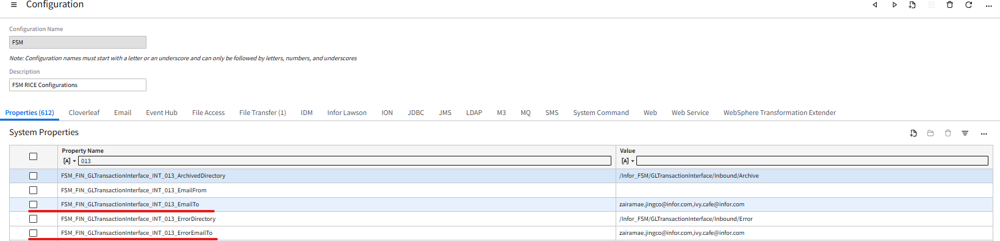 Configuration
Configuration Name
FSM
Note: Configuration names must start with a letter or an underscore and can only be followed by letters, numbers, and underscores
Description
FSM RICE Configurations
Properties (612) Cloverleaf Email Event Hub File Access File Transfer (1) IDM Infor Lawson ION JDBC JMS LDAP M3 MQ SMS System Command Web Web Service WebSphere Transformation Extender
System Properties
Property Name Value
[A] 013 [A]
FSM_FIN_GLTransactionInterface_INT_013_ArchivedDirectory /Infor_FSM/GLTransactionInterface/Inbound/Archive
FSM_FIN_GLTransactionInterface_INT_013_EmailFrom
FSM_FIN_GLTransactionInterface_INT_013_EmailTo zairamae.jingco@infor.com,ivy.cafe@infor.com
FSM_FIN_GLTransactionInterface_INT_013_ErrorDirectory /Infor_FSM/GLTransactionInterface/Inbound/Error
FSM_FIN_GLTransactionInterface_INT_013_ErrorEmailTo zairamae.jingco@infor.com,ivy.cafe@infor.com